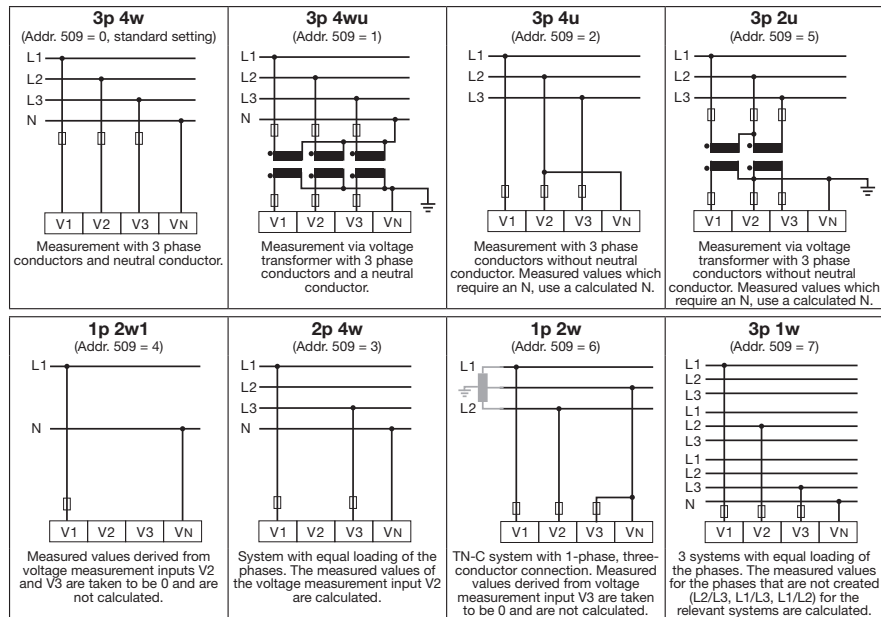 3p 4w
(Addr. 509 = 0, standard setting)
L1
L2
L3
N
V1 V2 V3 VN
Measurement with 3 phase
conductors and neutral conductor.
3p 4wu
(Addr. 509 = 1)
L1
L2
L3
N
V1 V2 V3 VN
Measurement via voltage
transformer with 3 phase
conductors and a neutral
conductor.
3p 4u
(Addr. 509 = 2)
L1
L2
L3
V1 V2 V3 VN
Measurement with 3 phase
conductors without neutral
conductor. Measured values which
require an N, use a calculated N.
3p 2u
(Addr. 509 = 5)
L1
L2
L3
V1 V2 V3 VN
Measurement via voltage
transformer with 3 phase
conductors without neutral
conductor. Measured values which
require an N, use a calculated N.
1p 2w1
(Addr. 509 = 4)
L1
N
V1 V2 V3 VN
Measured values derived from
voltage measurement inputs V2
and V3 are taken to be 0 and are
not calculated.
2p 4w
(Addr. 509 = 3)
L1
L2
L3
N
V1 V2 V3 VN
System with equal loading of the
phases. The measured values of
the voltage measurement input V2
are calculated.
1p 2w
(Addr. 509 = 6)
L1
L2
V1 V2 V3 VN
TN-C system with 1-phase, three-
conductor connection. Measured
values derived from voltage
measurement input V3 are taken
to be 0 and are not calculated.
3p 1w
(Addr. 509 = 7)
L1
L2
L3
L1
L2
L3
L1
L2
L3
N
V1 V2 V3 VN
3 systems with equal loading of
the phases. The measured values
for the phases that are not created
(L2/L3, L1/L3, L1/L2) for the
relevant systems are calculated.